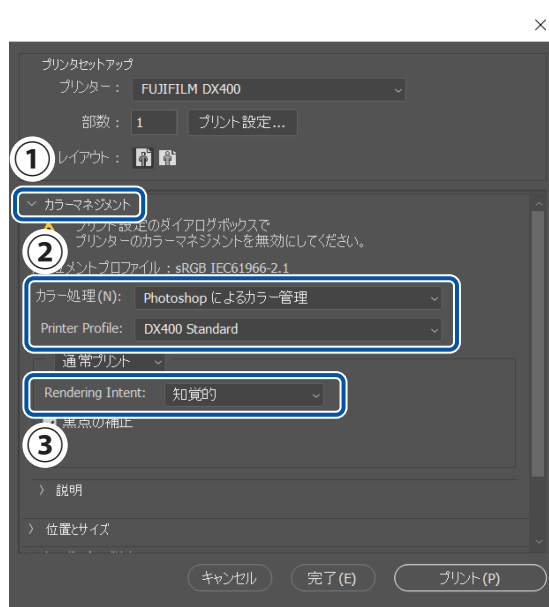 プリンタセットアップ
プリンター： FUJIFILM DX400
部数： 1 プリント設定...
1
レイアウト：
カラーマネジメント
プリント設定のダイアログボックスで
2
プリンターのカラーマネジメントを無効にしてください。
メントプロファイル：sRGB IEC61966-2.1
カラー処理(N): Photoshop によるカラー管理
Printer Profile: DX400 Standard
通常プリント
Rendering Intent: 知覚的
黒点の補正
3
説明
位置とサイズ
キャンセル 完了(E) プリント(P)